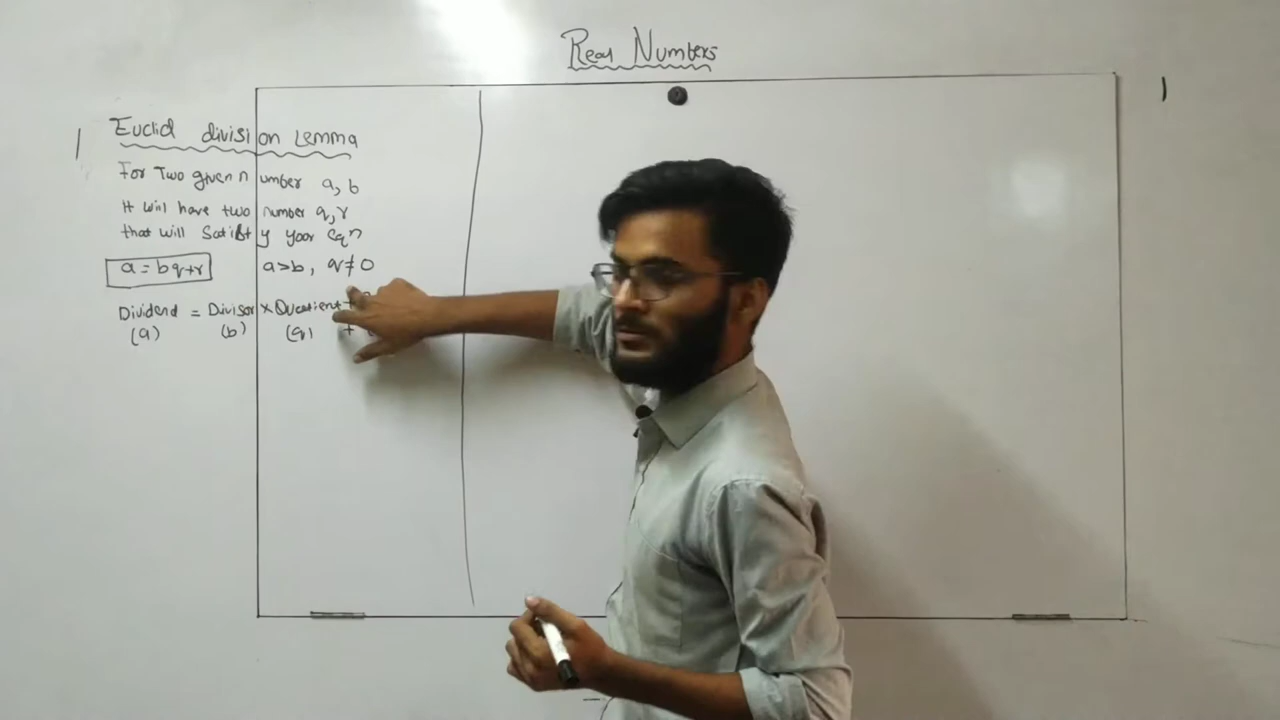 Real Numbers
Euclid division Lemma
For Two given number a, b
It will have two number q, r
that will Satisfy your Eqn
a = bq+r a>b, r≠0
Dividend = Divisor × Quotient +
(a) (b) (q) +